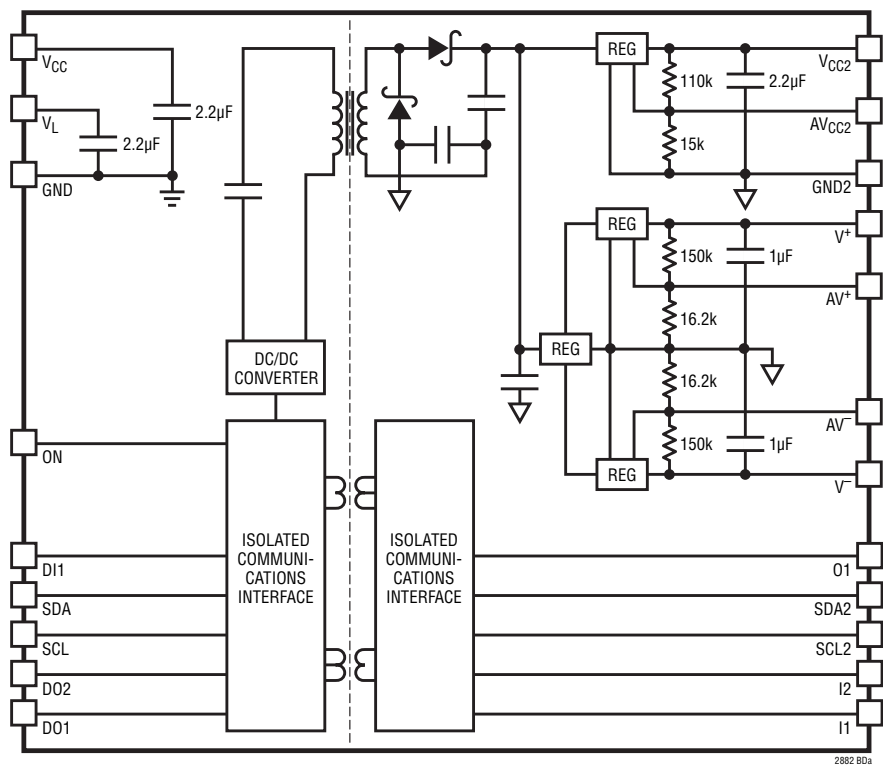 VCC
2.2µF
VL
2.2µF
GND
REG
110k
2.2µF
VCC2
AVCC2
15k
GND2
REG
V+
150k
1µF
AV+
16.2k
REG
DC/DC
CONVERTER
16.2k
AV−
150k
1µF
REG
V−
ON
ISOLATED
COMMUNI-
CATIONS
INTERFACE
ISOLATED
COMMUNI-
CATIONS
INTERFACE
DI1
SDA
SCL
DO2
DO1
O1
SDA2
SCL2
I2
I1
2882 BDa